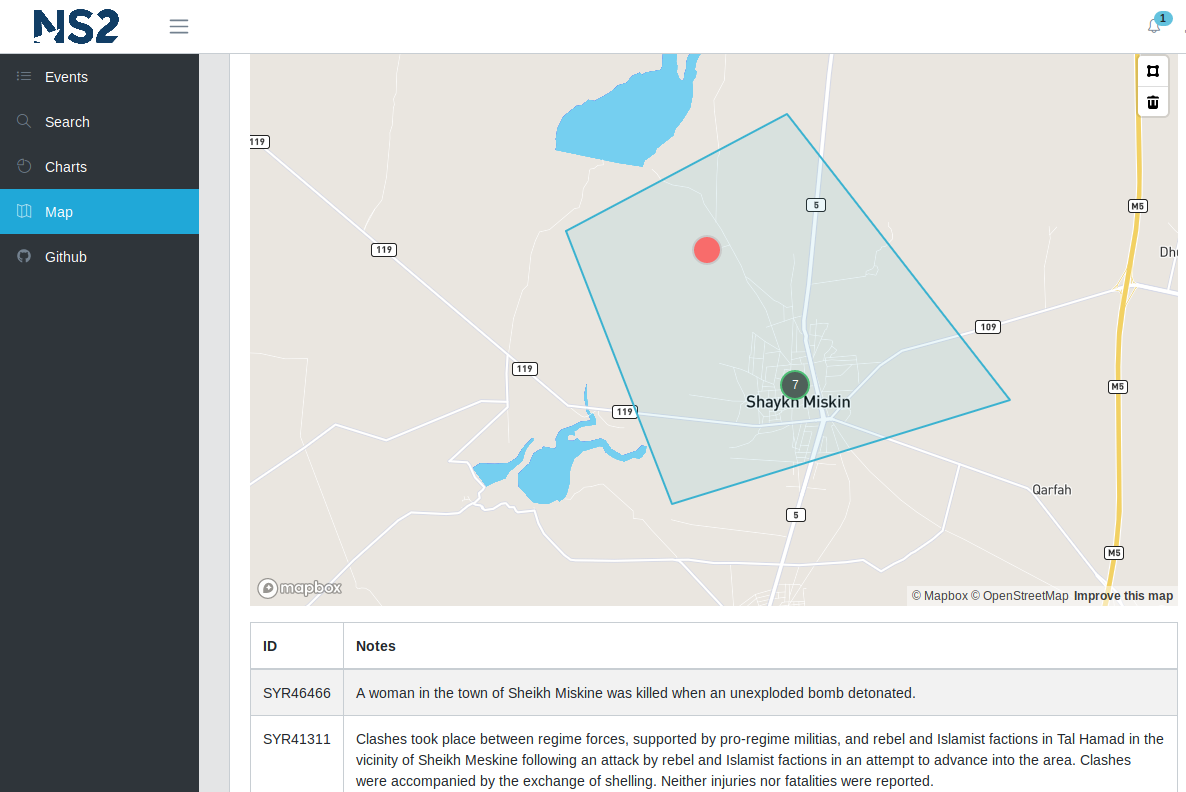 NS2
1
Events
Search
Charts
Map
Github
119
5
M5
119
109
119
M5
7
Shaykh Miskin
119
Qarfah
5
M5
mapbox
© Mapbox © OpenStreetMap Improve this map
ID Notes
SYR46466 A woman in the town of Sheikh Miskine was killed when an unexploded bomb detonated.
SYR41311 Clashes took place between regime forces, supported by pro-regime militias, and rebel and Islamist factions in Tal Hamad in the
vicinity of Sheikh Meskine following an attack by rebel and Islamist factions in an attempt to advance into the area. Clashes
were accompanied by the exchange of shelling. Neither injuries nor fatalities were reported.